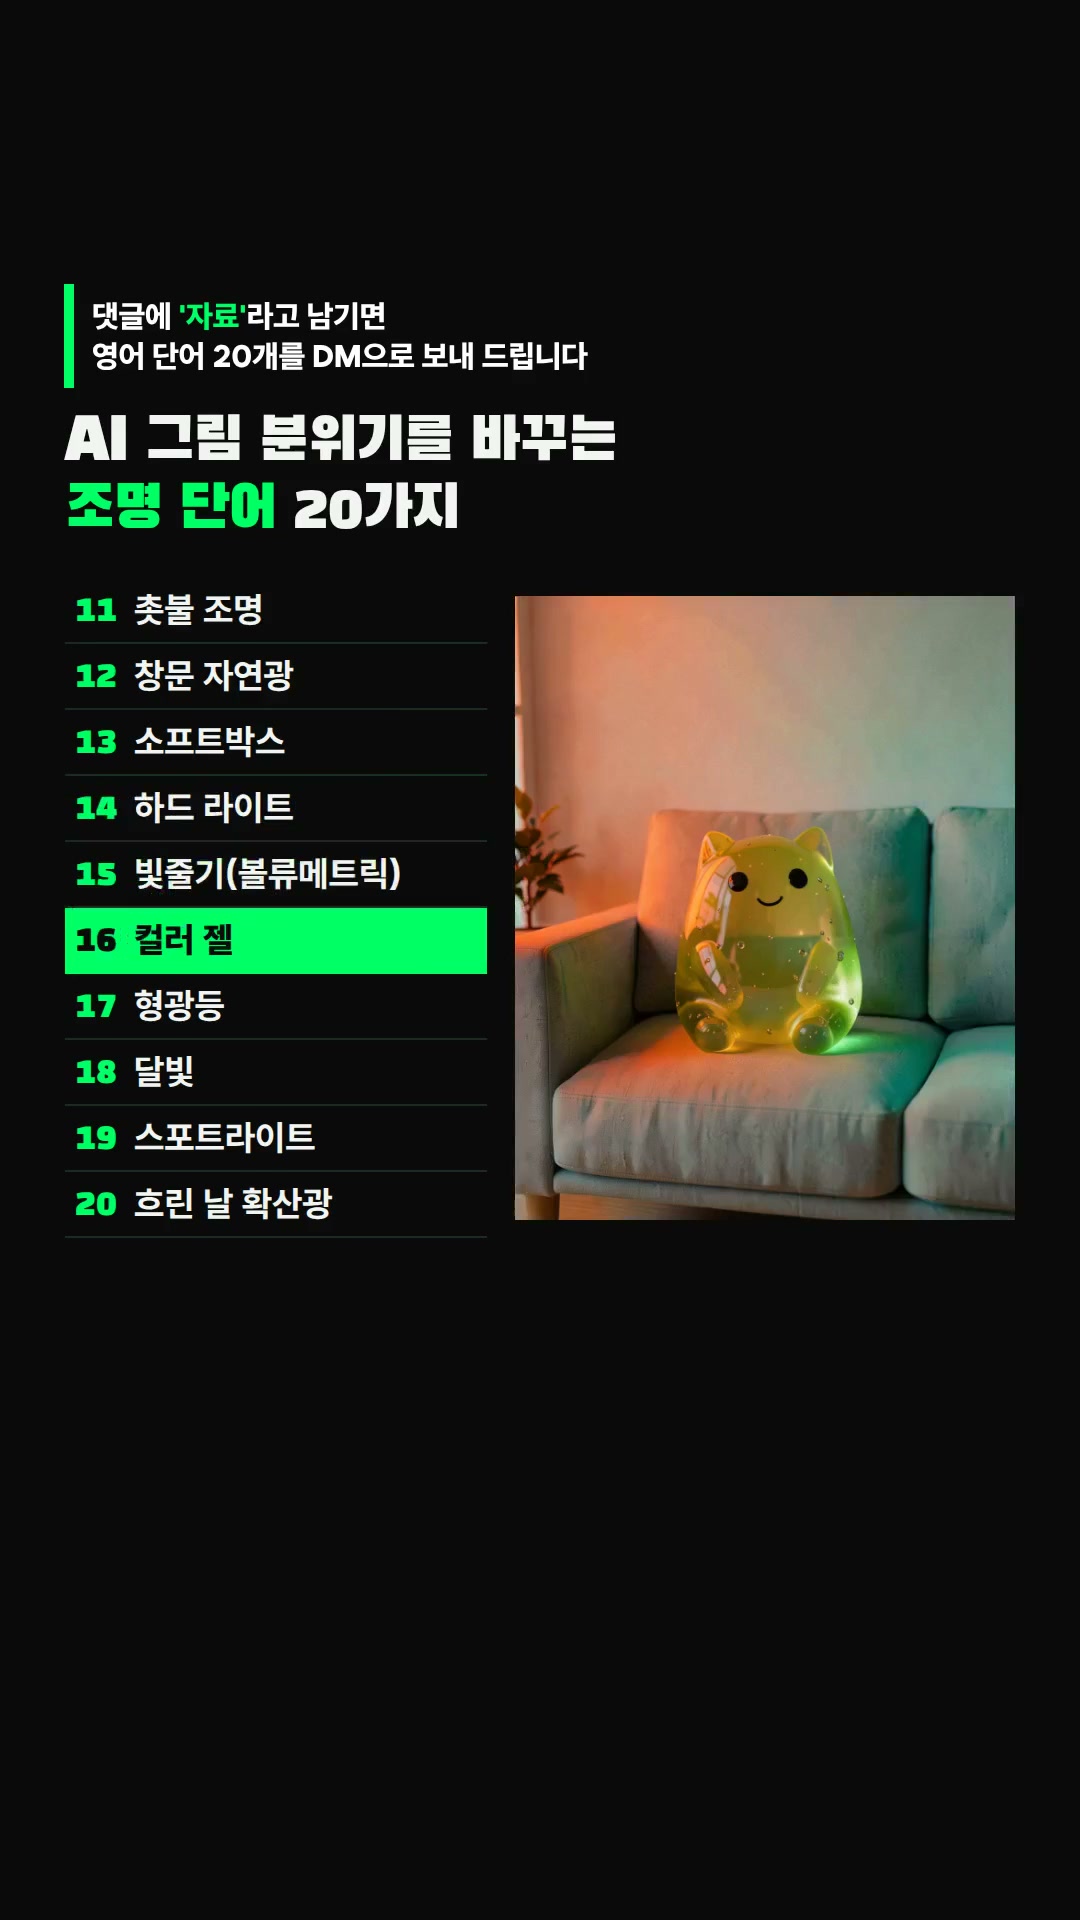 댓글에 '자료'라고 남기면
영어 단어 20개를 DM으로 보내 드립니다
AI 그림 분위기를 바꾸는
조명 단어 20가지
11 촛불 조명
12 창문 자연광
13 소프트박스
14 하드 라이트
15 빛줄기(볼류메트릭)
16 컬러 젤
17 형광등
18 달빛
19 스포트라이트
20 흐린 날 확산광